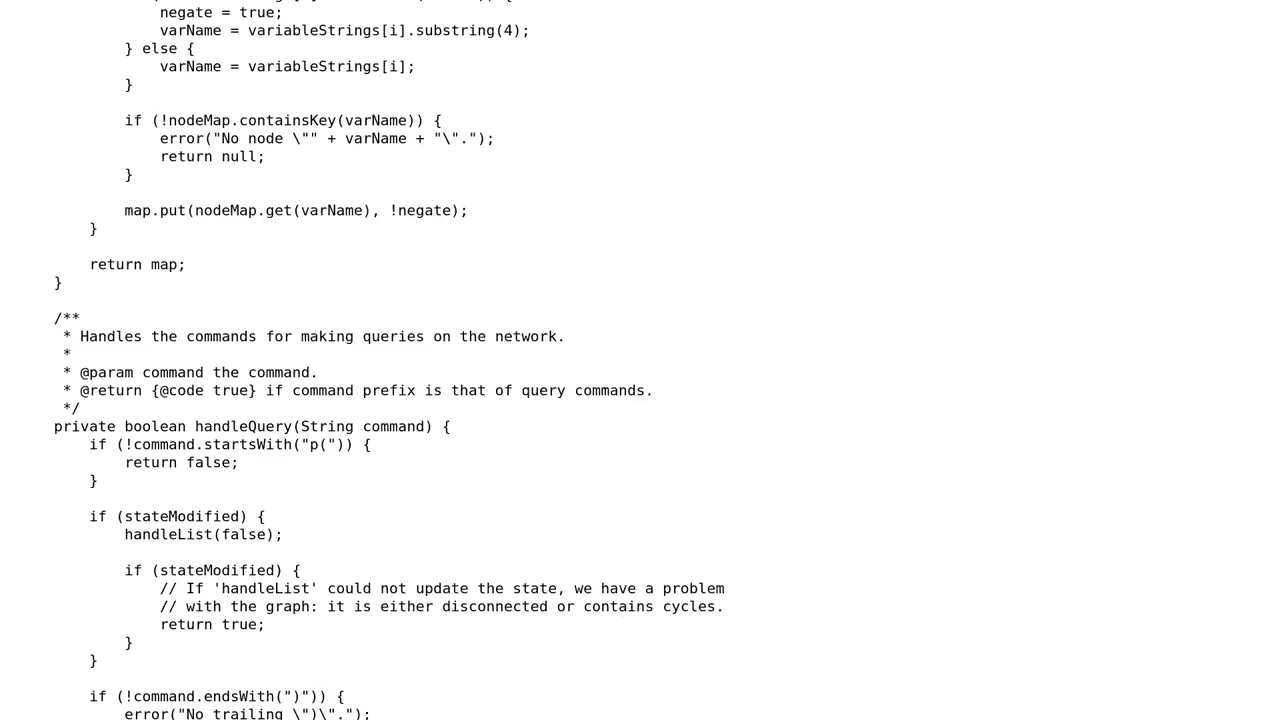 negate = true;
varName = variableStrings[i].substring(4);
} else {
varName = variableStrings[i];
}
if (!nodeMap.containsKey(varName)) {
error("No node \"" + varName + "\".");
return null;
}
map.put(nodeMap.get(varName), !negate);
}
return map;
}
/**
* Handles the commands for making queries on the network.
*
* @param command the command.
* @return {@code true} if command prefix is that of query commands.
*/
private boolean handleQuery(String command) {
if (!command.startsWith("p(")) {
return false;
}
if (stateModified) {
handleList(false);
if (stateModified) {
// If 'handleList' could not update the state, we have a problem
// with the graph: it is either disconnected or contains cycles.
return true;
}
}
if (!command.endsWith(")")) {
error("No trailing \")\".");